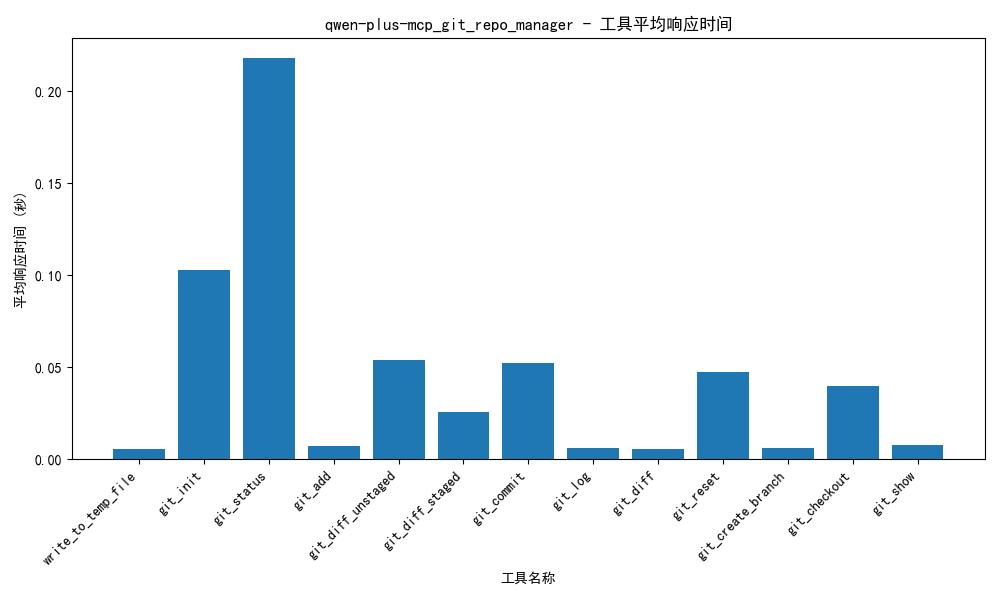 qwen-plus-mcp_git_repo_manager - 工具平均响应时间
平均响应时间 (秒)
0.20
0.15
0.10
0.05
0.00
write_to_temp_file
git_init
git_status
git_add
git_diff_unstaged
git_diff_staged
git_commit
git_log
git_diff
git_reset
git_create_branch
git_checkout
git_show
工具名称